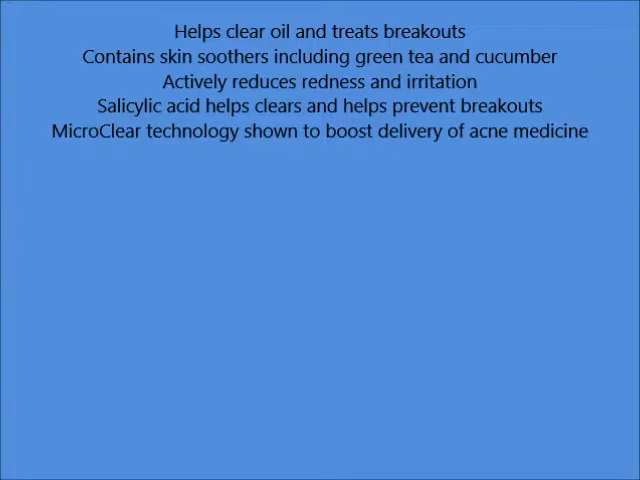 Helps clear oil and treats breakouts
Contains skin soothers including green tea and cucumber
Actively reduces redness and irritation
Salicylic acid helps clears and helps prevent breakouts
MicroClear technology shown to boost delivery of acne medicine